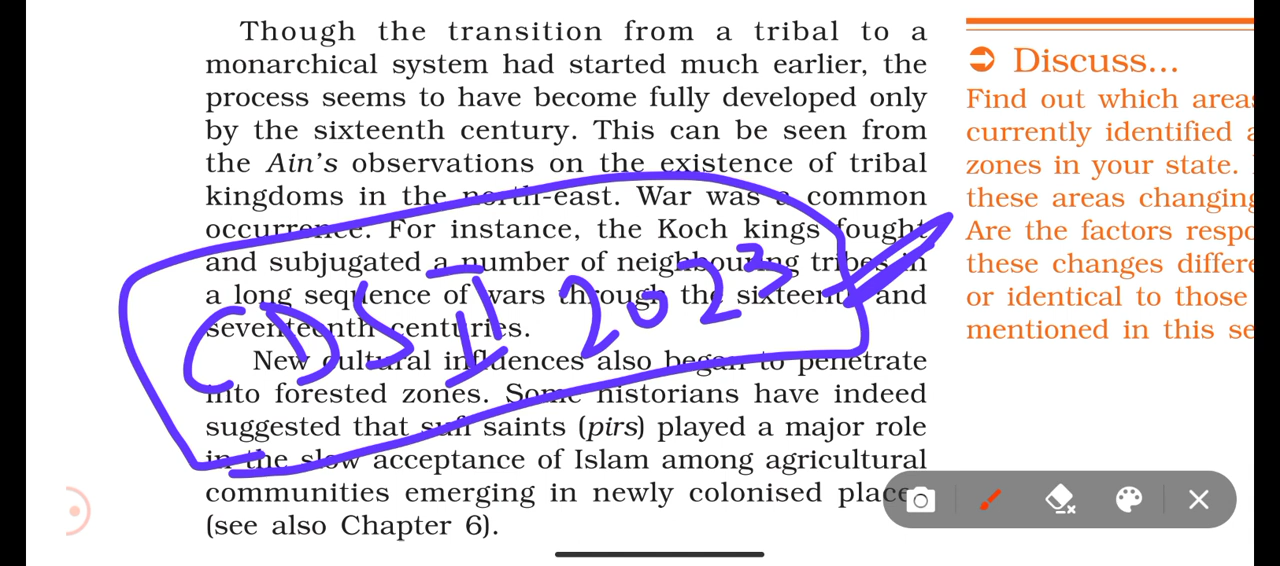 Though the transition from a tribal to a
monarchical system had started much earlier, the
process seems to have become fully developed only
by the sixteenth century. This can be seen from
the Ain's observations on the existence of tribal
kingdoms in the north-east. War was a common
occurrence. For instance, the Koch kings fought
and subjugated a number of neighbouring tribes in
a long sequence of wars through the sixteenth and
seventeenth centuries.
New cultural influences also began to penetrate
into forested zones. Some historians have indeed
suggested that sufi saints (pirs) played a major role
in the slow acceptance of Islam among agricultural
communities emerging in newly colonised places
(see also Chapter 6).
CDS II 2023
Discuss...
Find out which areas
currently identified a
zones in your state.
these areas changing
Are the factors respo
these changes differe
or identical to those
mentioned in this se